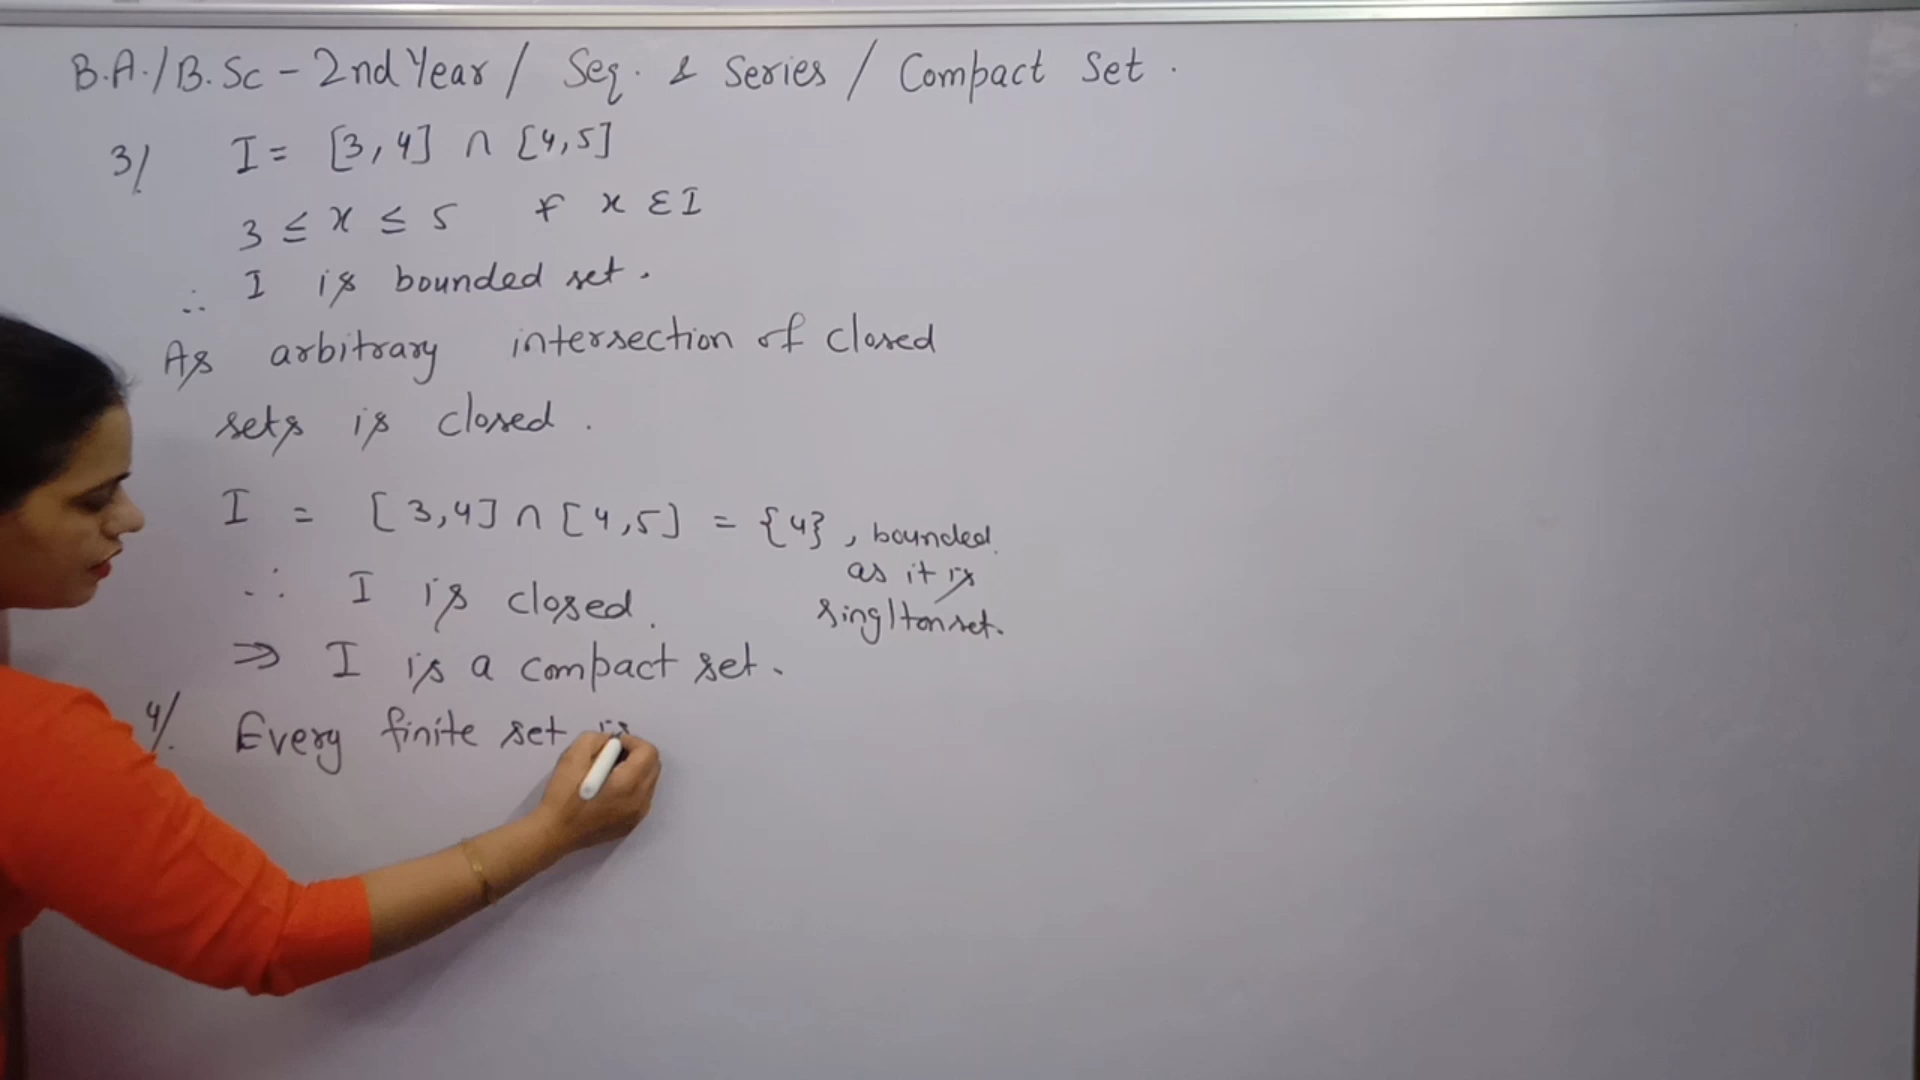 B.A./B.Sc - 2nd Year / Seq. & Series / Compact Set.
3/ I = [3,4] ∩ [4,5]
3 ≤ x ≤ 5 ∀ x ∈ I
∴ I is bounded set.
As arbitrary intersection of closed
sets is closed.
I = [3,4] ∩ [4,5] = {4}, bounded
as it is
singltonset.
∴ I is closed.
⇒ I is a compact set.
4/. Every finite set is